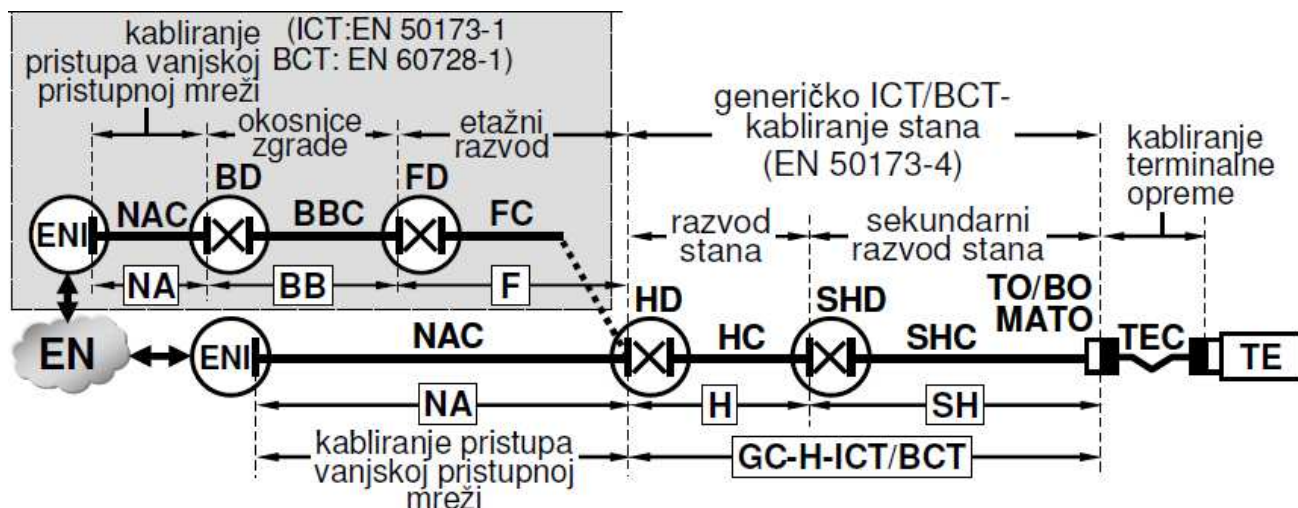 kabliranje
pristupa vanjskoj
pristupnoj mreži
(ICT:EN 50173-1
BCT: EN 60728-1)
okosnice
zgrade
etažni
razvod
generičko ICT/BCT-
kabliranje stana
(EN 50173-4)
kabliranje
terminalne
opreme
BD
FD
ENI
NAC
BBC
FC
razvod
stana
sekundarni
razvod stana
NA
BB
F
HD
SHD
TO/BO
MATO
EN
ENI
NAC
HC
SHC
TEC
TE
NA
H
SH
kabliranje pristupa
vanjskoj pristupnoj
mreži
GC-H-ICT/BCT